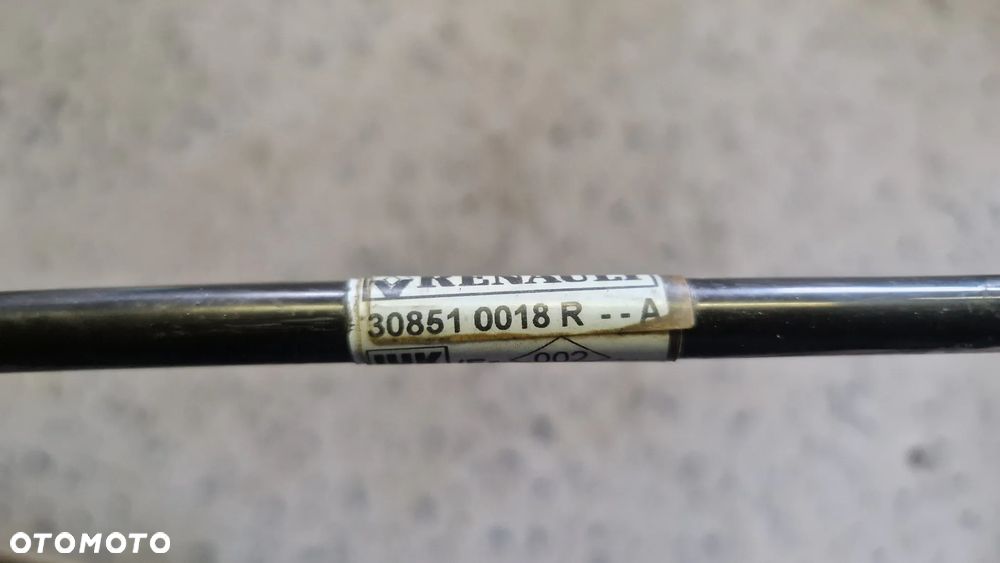 RENAULT
30851 0018 R - - A
002
OTOMOTO